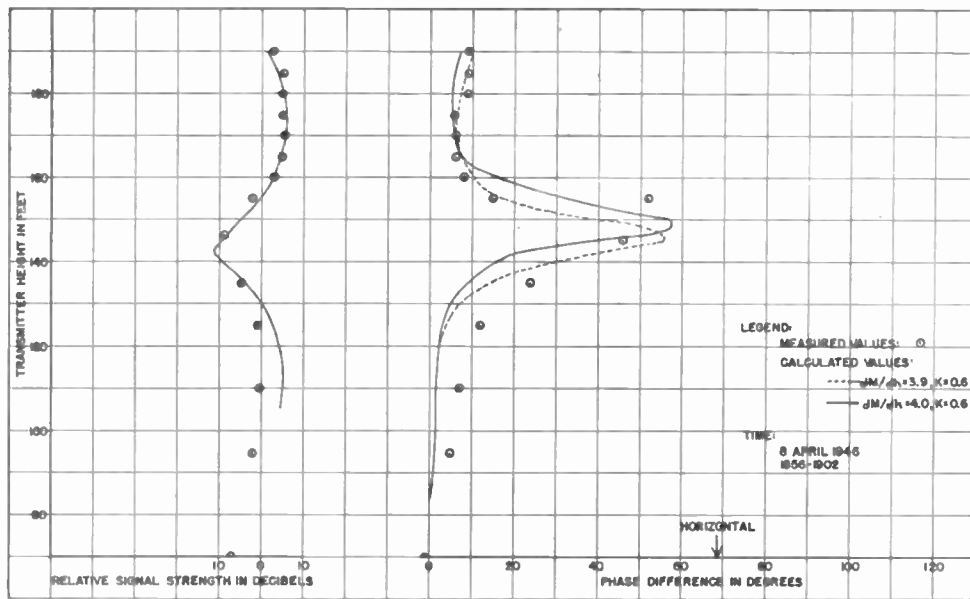 TRANSMITTER HEIGHT IN FEET
180
160
140
120
100
80
10 0 10
RELATIVE SIGNAL STRENGTH IN DECIBELS
0 20 40 60 80 100 120
PHASE DIFFERENCE IN DEGREES
HORIZONTAL
LEGEND:
MEASURED VALUES: ⊙
CALCULATED VALUES:
dM/dh=3.9, K=0.6
dM/dh=4.0, K=0.6
TIME:
8 APRIL 1946
1856-1902